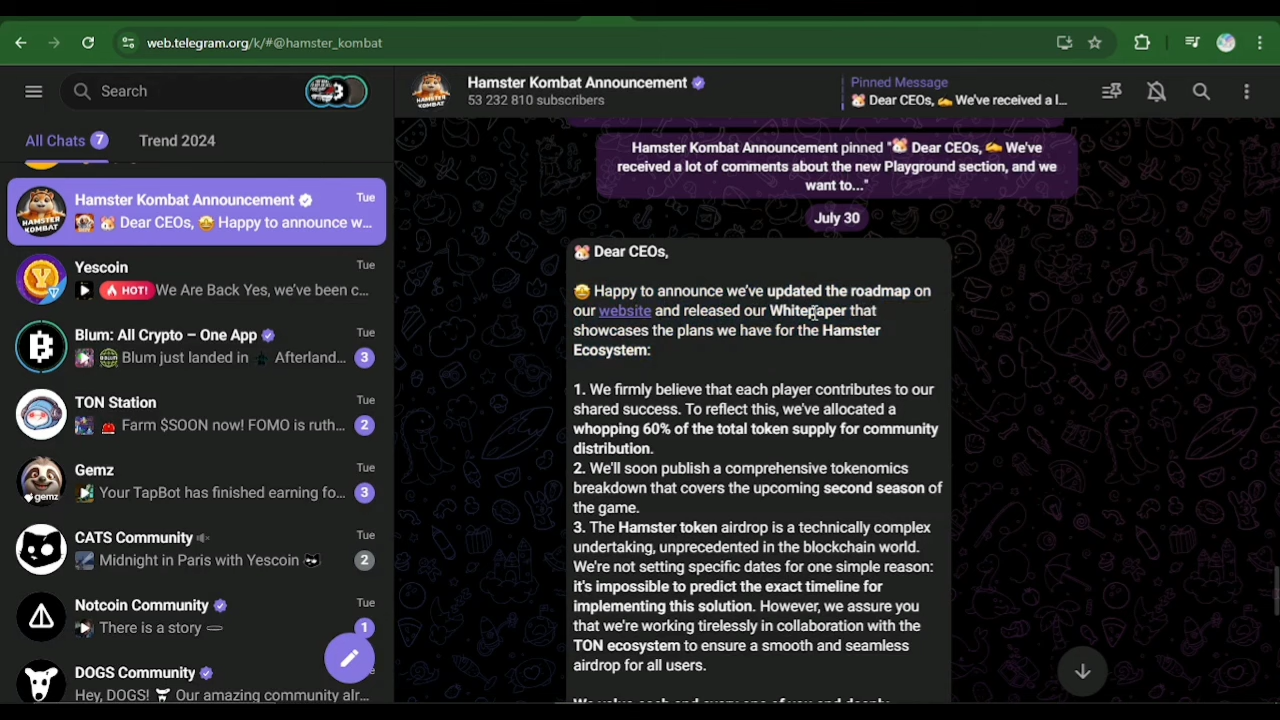 web.telegram.org/k/#@hamster_kombat
Search
All Chats 7
Trend 2024
Hamster Kombat Announcement
Tue
🐹 Dear CEOs, 🤩 Happy to announce w...
Yescoin
Tue
🔥 HOT! We Are Back Yes, we've been c...
Blum: All Crypto – One App
Tue
Blum just landed in Afterland...
3
TON Station
Tue
Farm $SOON now! FOMO is ruth...
2
Gemz
Tue
Your TapBot has finished earning fo...
3
CATS Community
Tue
Midnight in Paris with Yescoin
2
Notcoin Community
Tue
There is a story
1
DOGS Community
Hey, DOGS! Our amazing community alr...
HAMSTER
KOMBAT
gemz
Hamster Kombat Announcement
53 232 810 subscribers
Pinned Message
🐹 Dear CEOs, ✍️ We've received a l...
Hamster Kombat Announcement pinned "🐹 Dear CEOs, ✍️ We've
received a lot of comments about the new Playground section, and we
want to..."
July 30
🐹 Dear CEOs,
🤩 Happy to announce we've updated the roadmap on
our website and released our Whitepaper that
showcases the plans we have for the Hamster
Ecosystem:
1. We firmly believe that each player contributes to our
shared success. To reflect this, we've allocated a
whopping 60% of the total token supply for community
distribution.
2. We'll soon publish a comprehensive tokenomics
breakdown that covers the upcoming second season of
the game.
3. The Hamster token airdrop is a technically complex
undertaking, unprecedented in the blockchain world.
We're not setting specific dates for one simple reason:
it's impossible to predict the exact timeline for
implementing this solution. However, we assure you
that we're working tirelessly in collaboration with the
TON ecosystem to ensure a smooth and seamless
airdrop for all users.